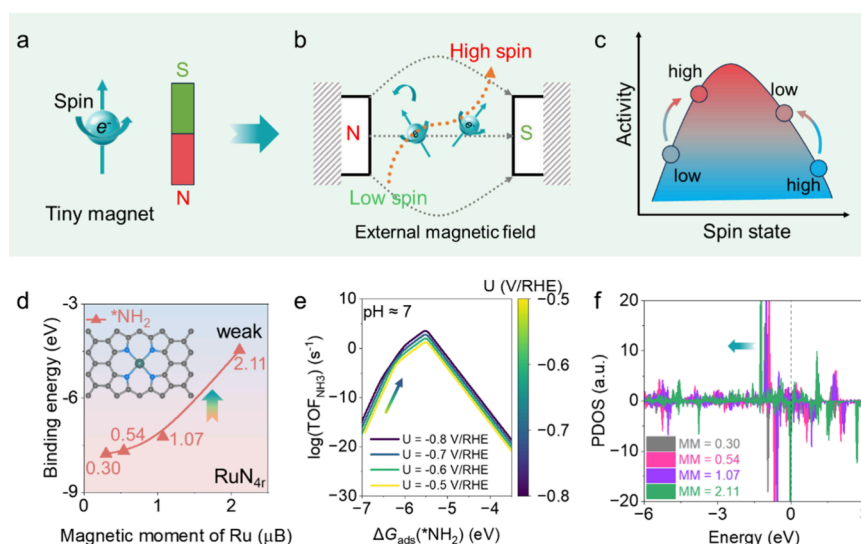 a
S
Spin
e-
N
Tiny magnet
b
High spin
N
e
e
S
Low spin
External magnetic field
c
Activity
high
low
low
high
Spin state
d
Binding energy (eV)
-3
-6
-9
*NH2
weak
2.11
0.54
0.30
1.07
RuN4r
0
1
2
Magnetic moment of Ru (μB)
e
U (V/RHE)
log(TOFNH3) (s-1)
10
0
-10
-20
-30
pH ≈ 7
U = -0.8 V/RHE
U = -0.7 V/RHE
U = -0.6 V/RHE
U = -0.5 V/RHE
-7
-6
-5
-4
ΔGads(*NH2) (eV)
-0.5
-0.6
-0.7
-0.8
f
PDOS (a.u.)
20
10
0
-10
-20
MM = 0.30
MM = 0.54
MM = 1.07
MM = 2.11
-6
-3
0
3
Energy (eV)